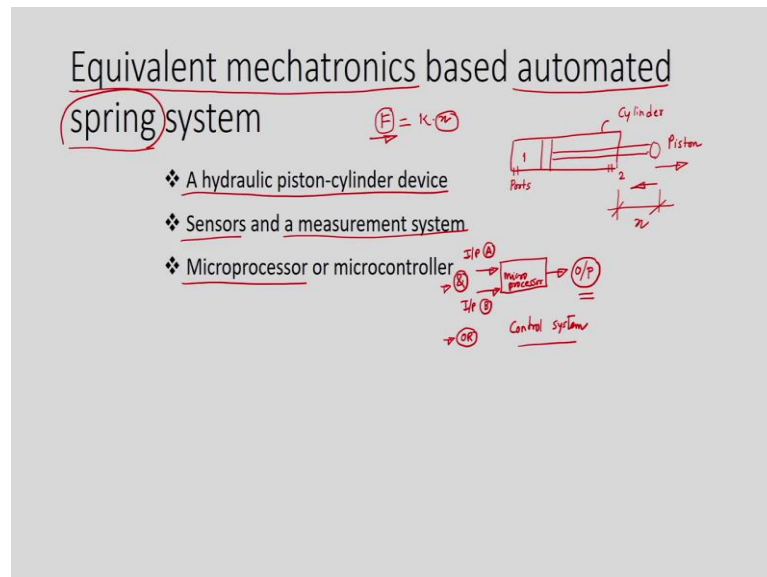 Equivalent mechatronics based automated
spring system
F = K·x
Cylinder
Piston
1
2
Ports
x
❖ A hydraulic piston-cylinder device
❖ Sensors and a measurement system
❖ Microprocessor or microcontroller
I/P A
&
micro
processor
O/P
I/P B
OR
Control system